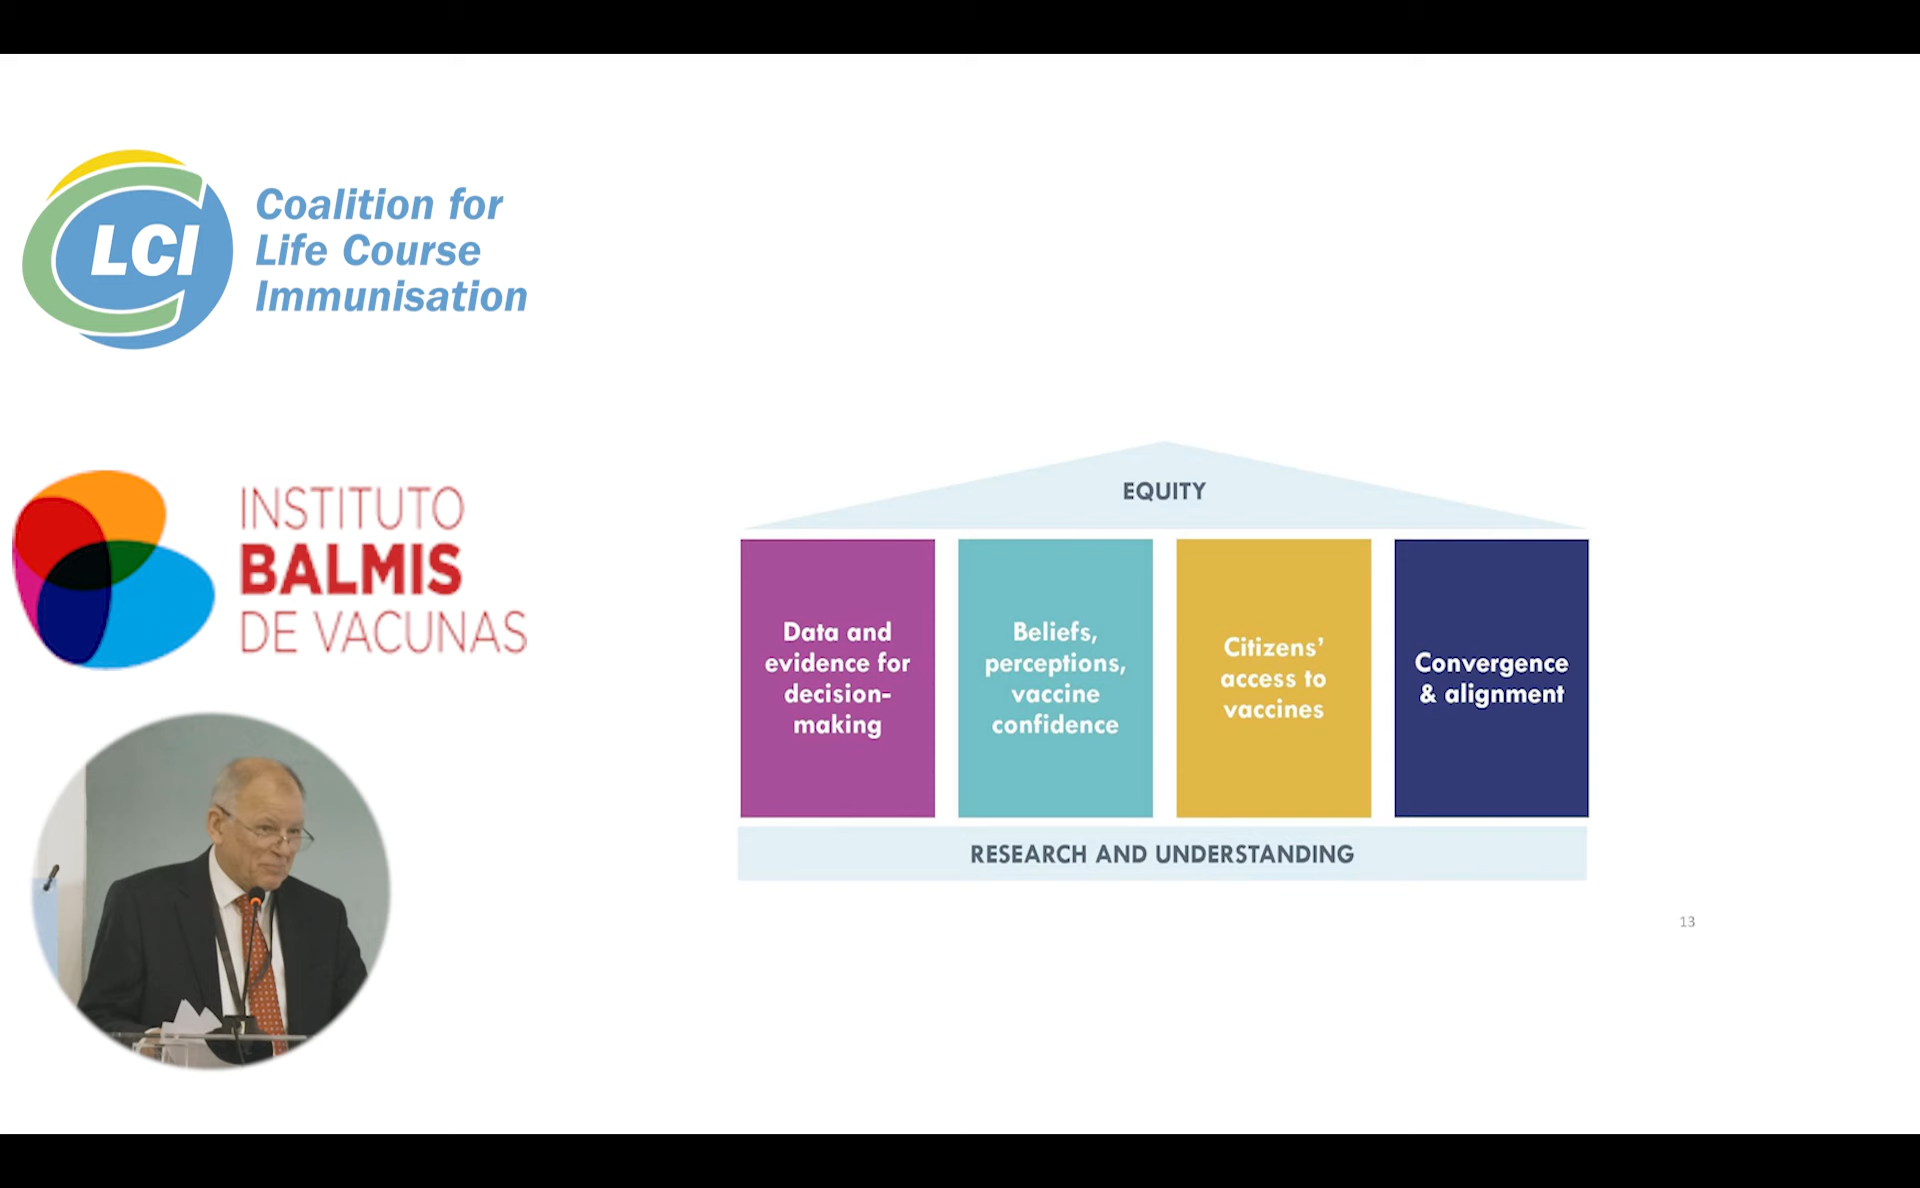 LCI
Coalition for
Life Course
Immunisation
INSTITUTO
BALMIS
DE VACUNAS
EQUITY
Data and
evidence for
decision-
making
Beliefs,
perceptions,
vaccine
confidence
Citizens’
access to
vaccines
Convergence
& alignment
RESEARCH AND UNDERSTANDING
13